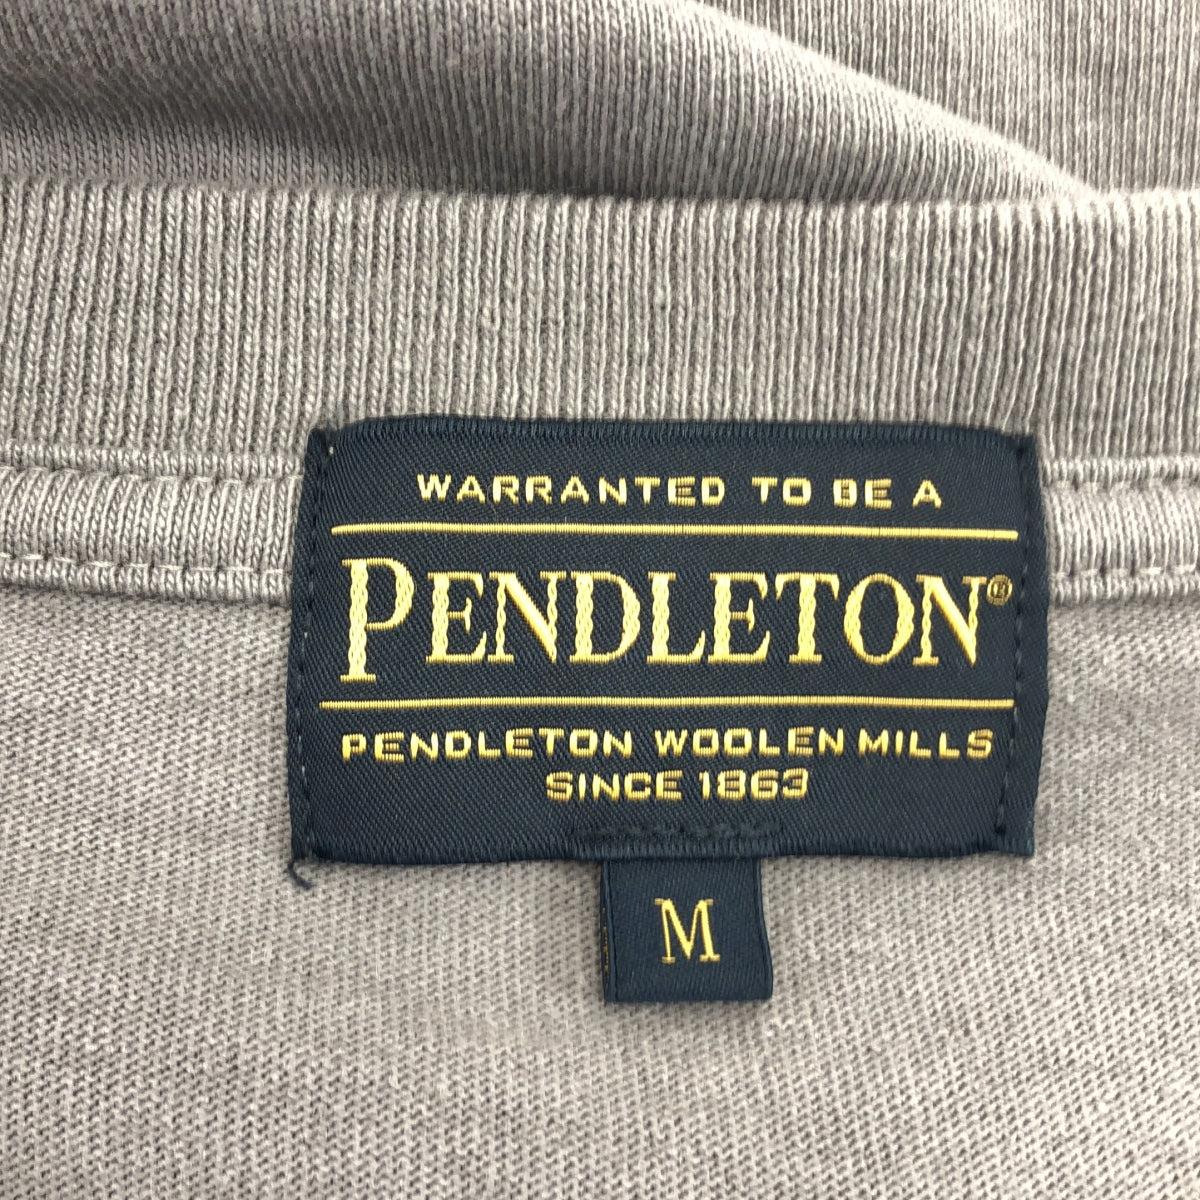 WARRANTED TO BE A
PENDLETON®
PENDLETON WOOLEN MILLS
SINCE 1863
M